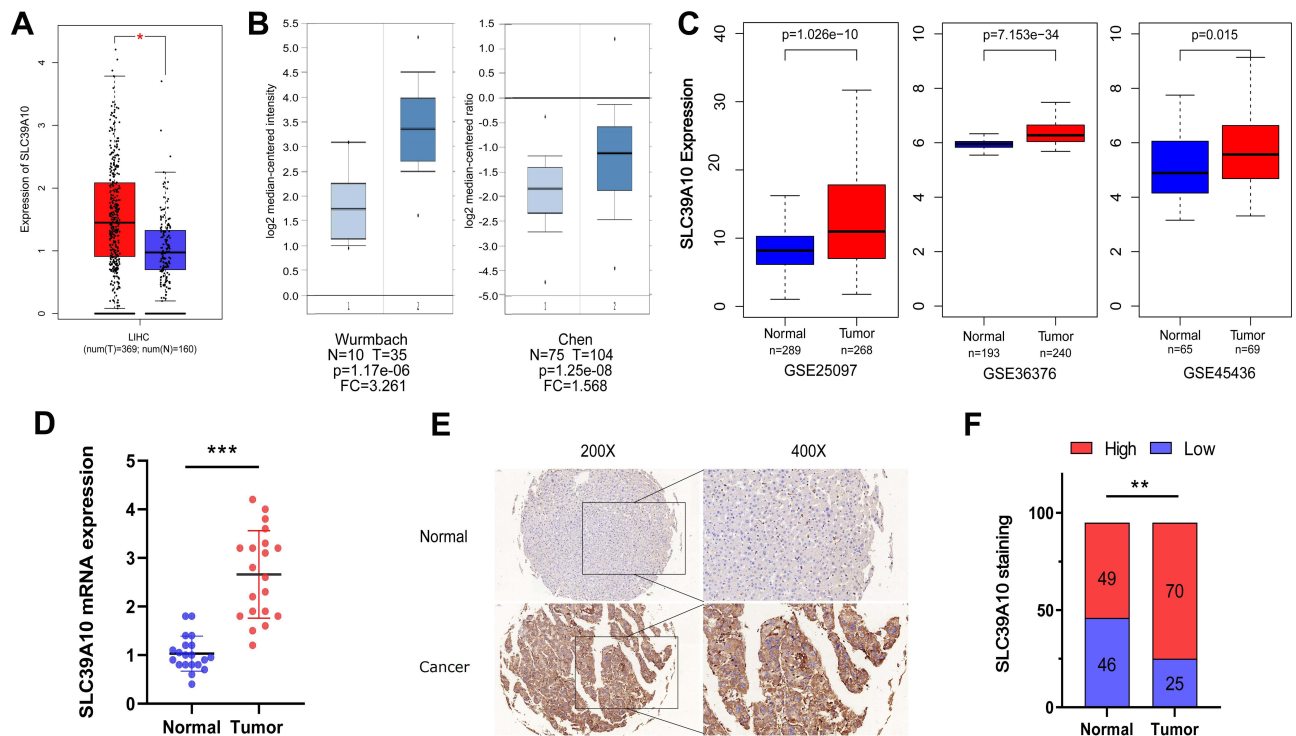 A
Expression of SLC39A10
4
3
2
1
0
*
LIHC
(num(T)=369; num(N)=160)
B
log2 median-centered intensity
5.5
5.0
4.5
4.0
3.5
3.0
2.5
2.0
1.5
1.0
0.5
0.0
Wurmbach
N=10 T=35
p=1.17e-06
FC=3.261
log2 median-centered ratio
1.5
1.0
0.5
0.0
-0.5
-1.0
-1.5
-2.0
-2.5
-3.0
-3.5
-4.0
-4.5
-5.0
Chen
N=75 T=104
p=1.25e-08
FC=1.568
C
SLC39A10 Expression
40
30
20
10
0
p=1.026e−10
Normal Tumor
n=289 n=268
GSE25097
10
8
6
4
2
0
p=7.153e−34
Normal Tumor
n=193 n=240
GSE36376
10
8
6
4
2
0
p=0.015
Normal Tumor
n=65 n=69
GSE45436
D
SLC39A10 mRNA expression
5
4
3
2
1
0
***
Normal Tumor
E
200X 400X
Normal
Cancer
F
High Low
SLC39A10 staining
100
50
0
**
49 70
46 25
Normal Tumor